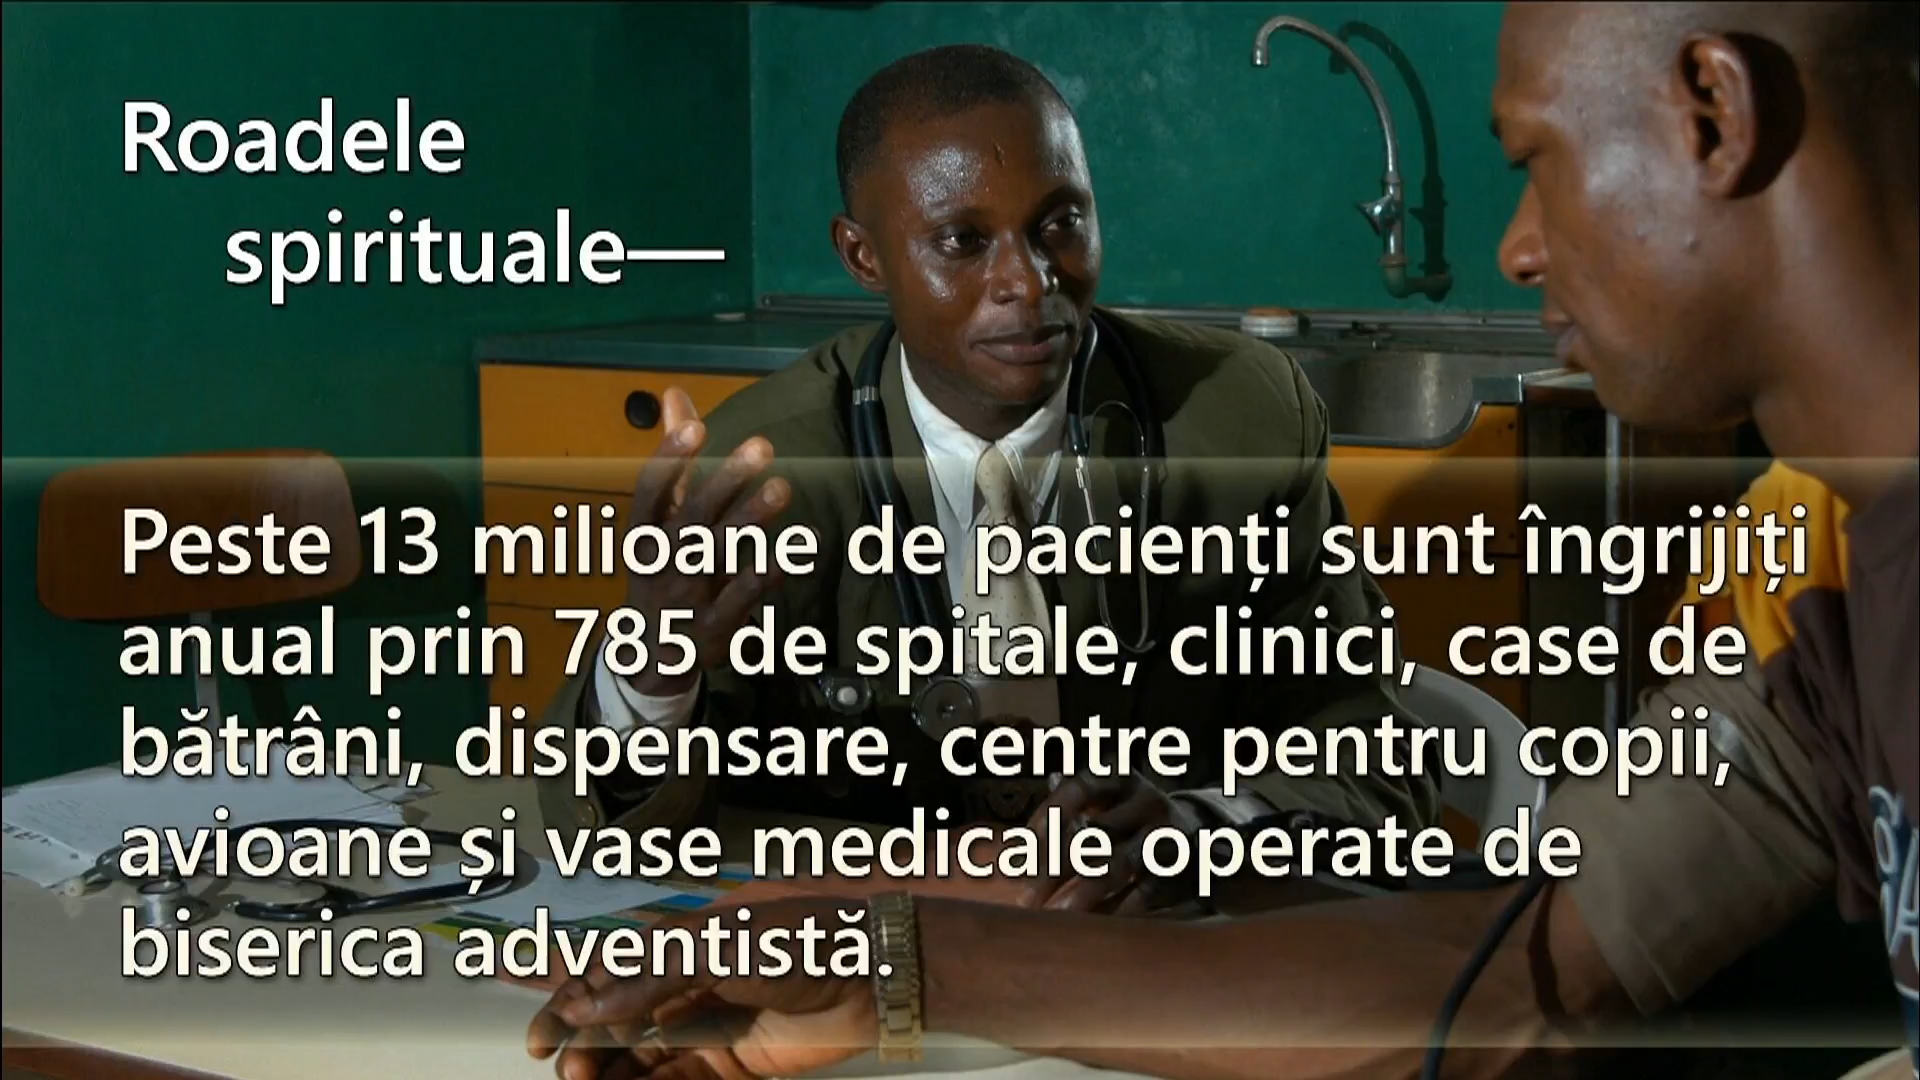 Roadele
spirituale—
Peste 13 milioane de pacienți sunt îngrijiți
anual prin 785 de spitale, clinici, case de
bătrâni, dispensare, centre pentru copii,
avioane și vase medicale operate de
biserica adventistă.